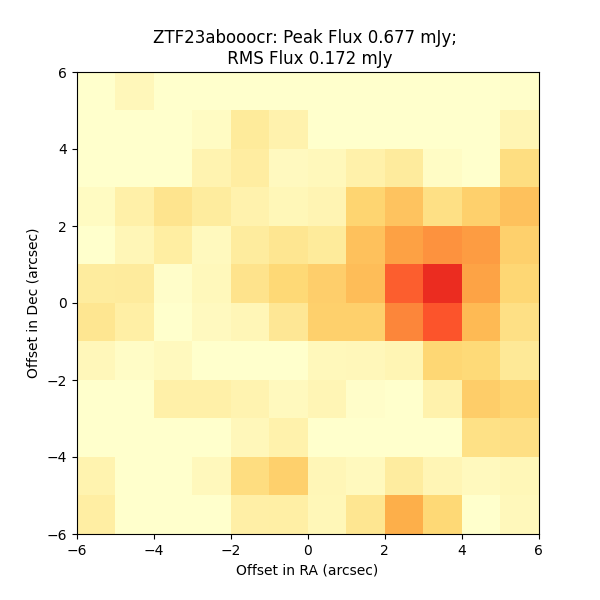 ZTF23abooocr: Peak Flux 0.677 mJy;
RMS Flux 0.172 mJy
6
4
2
0
−2
−4
−6
Offset in Dec (arcsec)
−6 −4 −2 0 2 4 6
Offset in RA (arcsec)